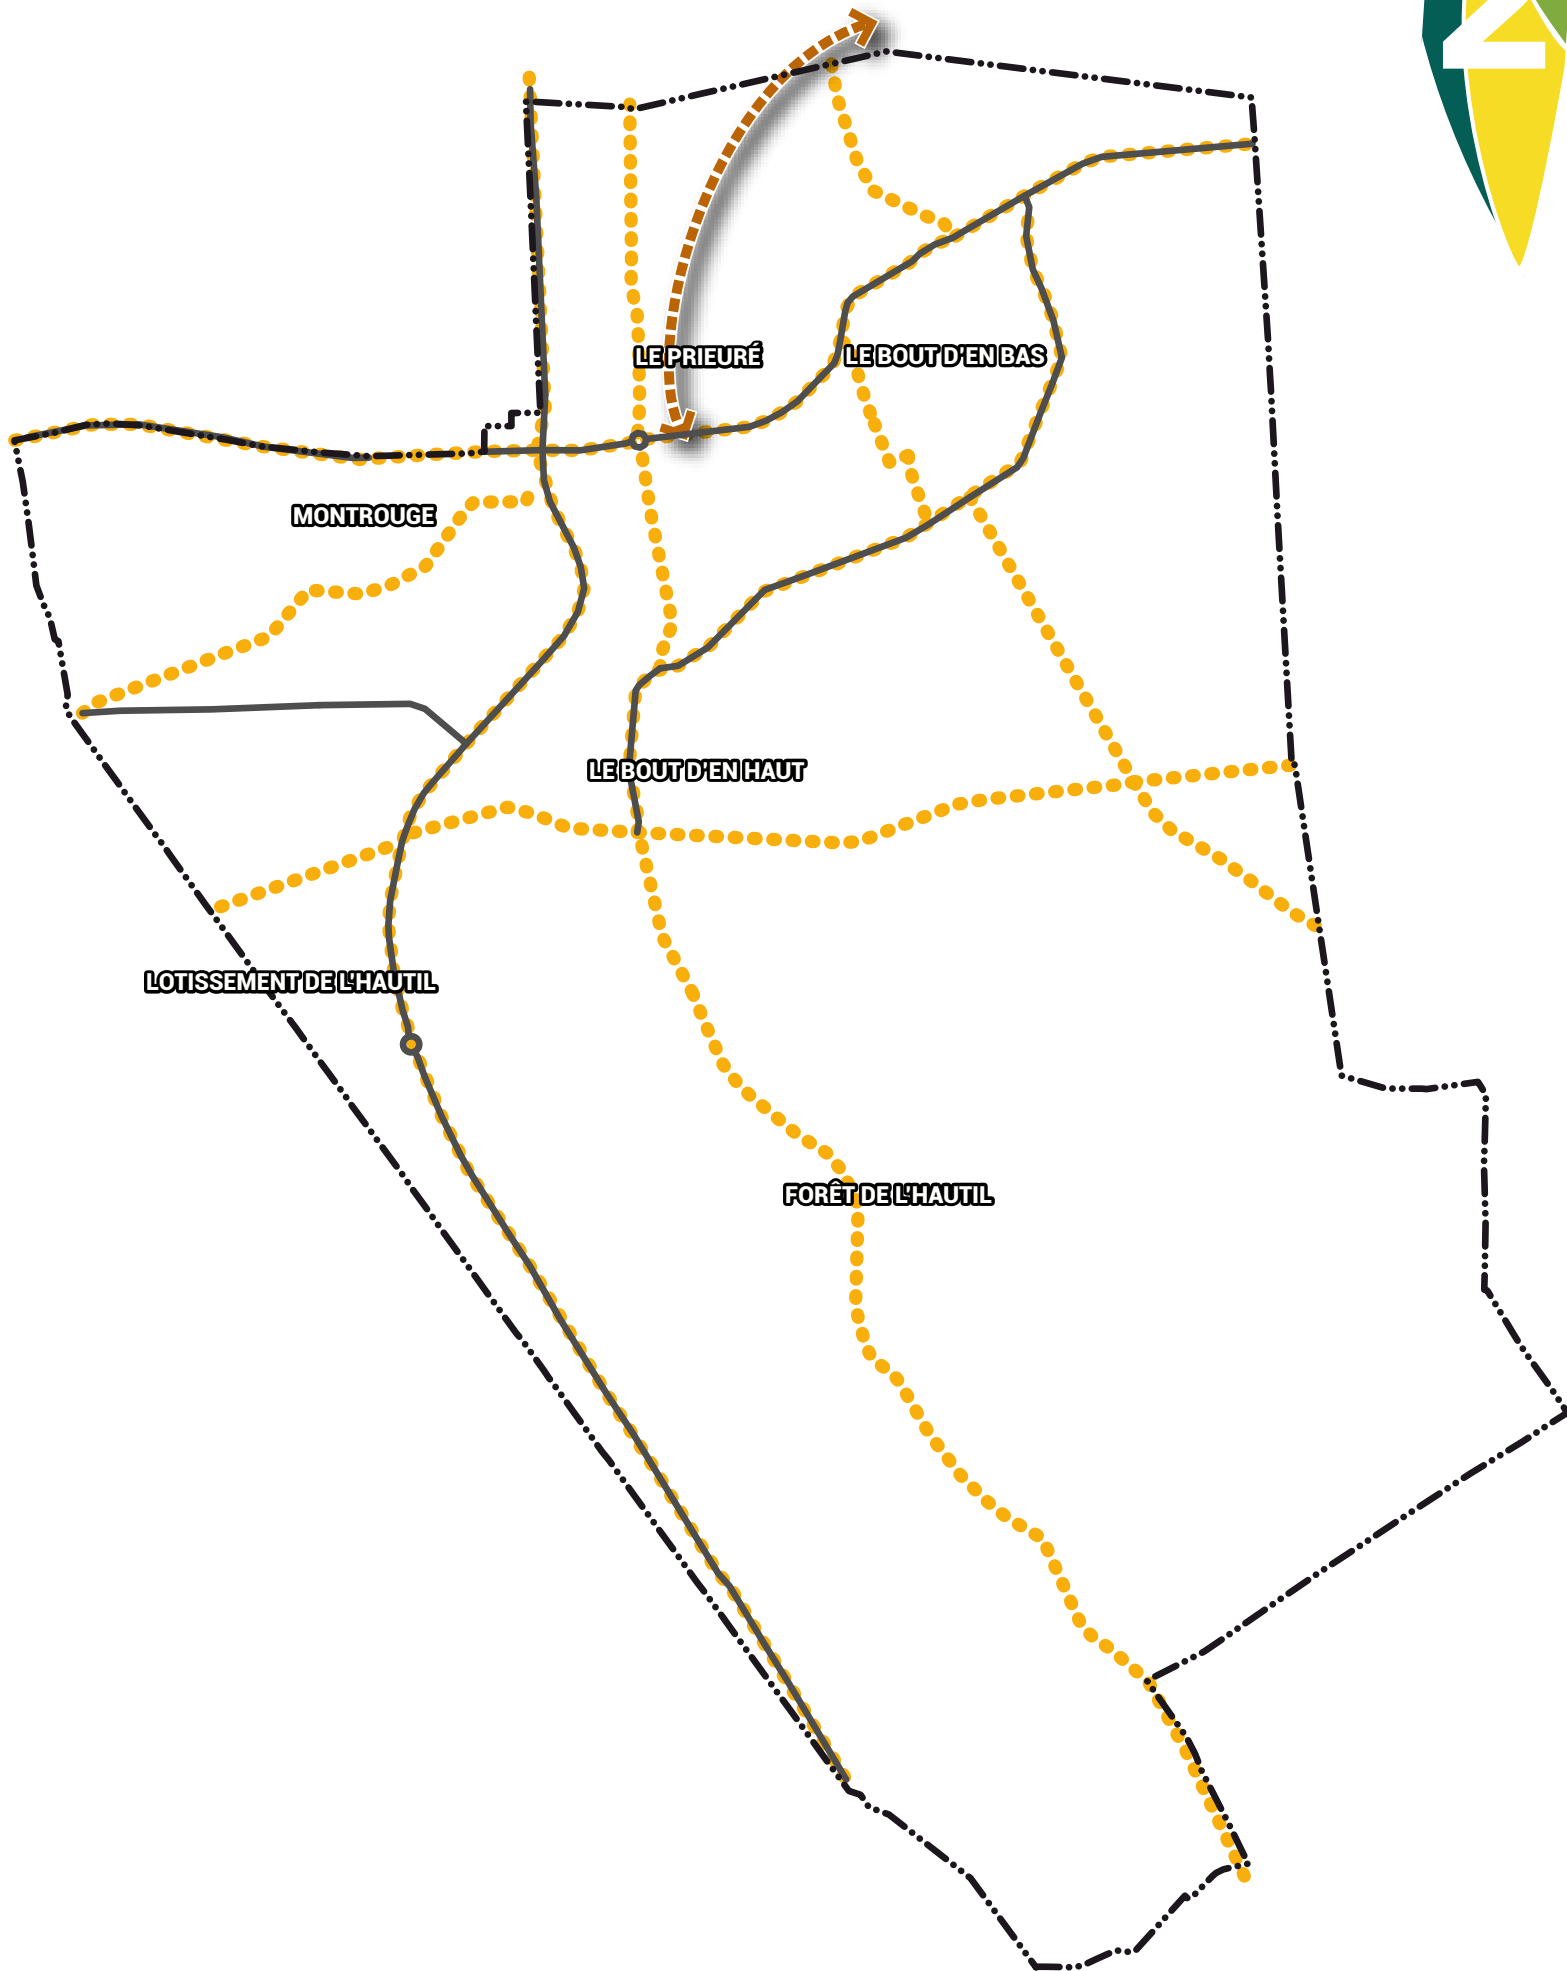 LE PRIEURÉ
LE BOUT D'EN BAS
MONTROUGE
LE BOUT D'EN HAUT
LOTISSEMENT DE L'HAUTIL
FORÊT DE L'HAUTIL